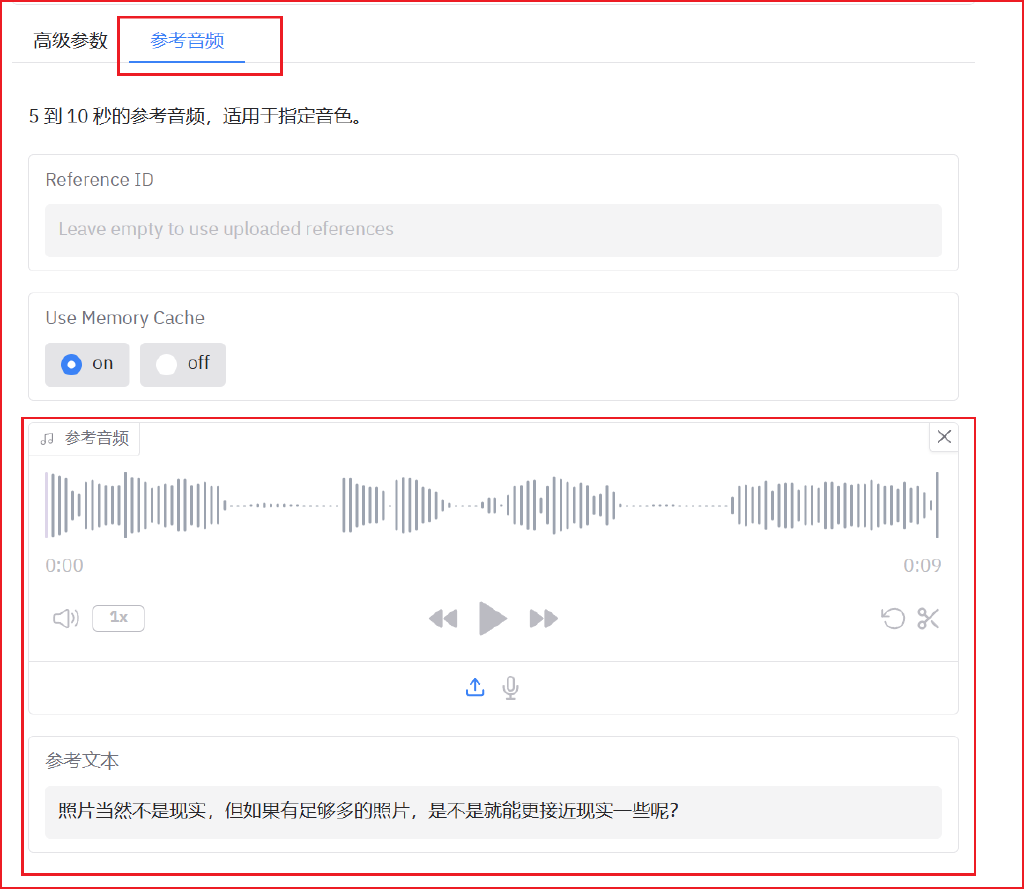 高级参数 参考音频
5 到 10 秒的参考音频，适用于指定音色。
Reference ID
Leave empty to use uploaded references
Use Memory Cache
on off
参考音频
0:00 0:09
1x
参考文本
照片当然不是现实，但如果有足够多的照片，是不是就能更接近现实一些呢？